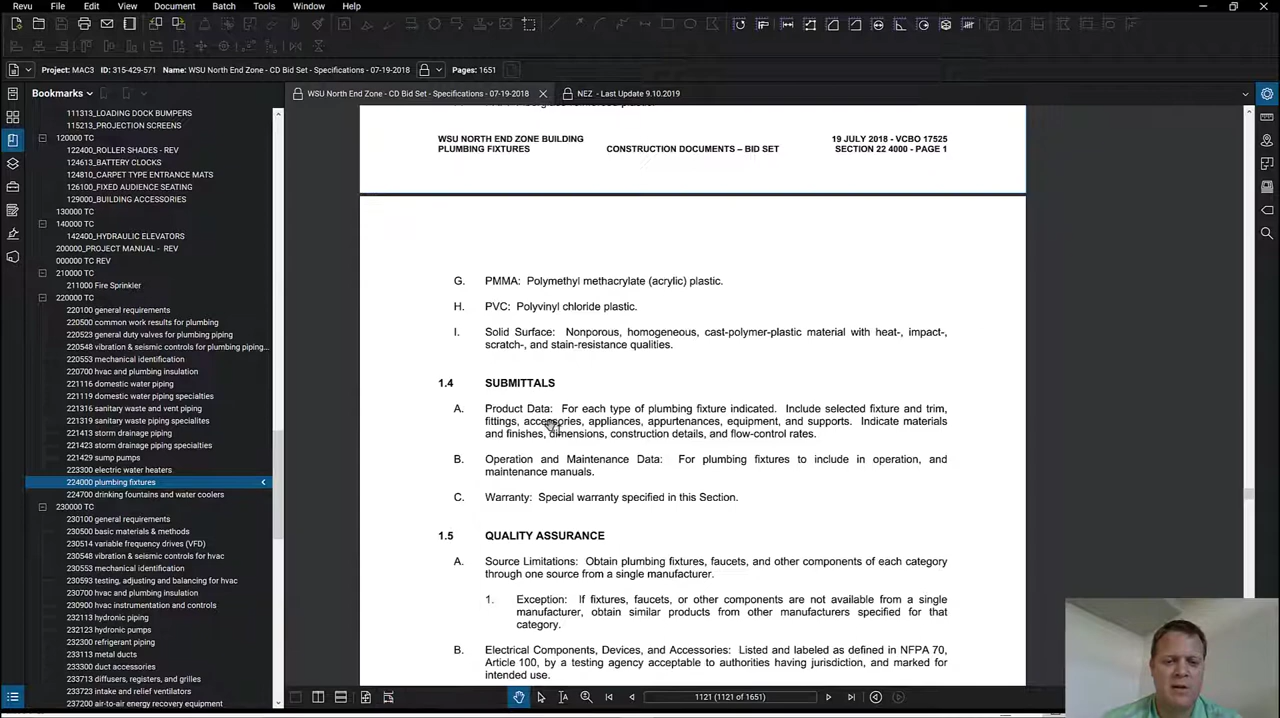 Revu File Edit View Document Batch Tools Window Help
Project: MAC3 ID: 315-429-571 Name: WSU North End Zone - CD Bid Set - Specifications - 07-19-2018 Pages: 1651
Bookmarks
WSU North End Zone - CD Bid Set - Specifications - 07-19-2018
NEZ - Last Update 9.10.2019
111313_LOADING DOCK BUMPERS
115213_PROJECTION SCREENS
120000 TC
122400_ROLLER SHADES - REV
124613_BATTERY CLOCKS
124810_CARPET TYPE ENTRANCE MATS
126100_FIXED AUDIENCE SEATING
129000_BUILDING ACCESSORIES
130000 TC
140000 TC
142400_HYDRAULIC ELEVATORS
200000_PROJECT MANUAL - REV
000000 TC REV
210000 TC
211000 Fire Sprinkler
220000 TC
220100 general requirements
220500 common work results for plumbing
220523 general duty valves for plumbing piping
220548 vibration & seismic controls for plumbing piping...
220553 mechanical identification
220700 hvac and plumbing insulation
221116 domestic water piping
221119 domestic water piping specialties
221316 sanitary waste and vent piping
221319 sanitary waste piping specialites
221413 storm drainage piping
221423 storm drainage piping specialties
221429 sump pumps
223300 electric water heaters
224000 plumbing fixtures
224700 drinking fountains and water coolers
230000 TC
230100 general requirements
230500 basic materials & methods
230514 variable frequency drives (VFD)
230548 vibration & seismic controls for hvac
230553 mechanical identification
230593 testing, adjusting and balancing for hvac
230700 hvac and plumbing insulation
230900 hvac instrumentation and controls
232113 hydronic piping
232123 hydronic pumps
232300 refrigerant piping
233113 metal ducts
233300 duct accessories
233713 diffusers, registers, and grilles
233723 intake and relief ventilators
237200 air-to-air energy recovery equipment
WSU NORTH END ZONE BUILDING 19 JULY 2018 - VCBO 17525
PLUMBING FIXTURES CONSTRUCTION DOCUMENTS – BID SET SECTION 22 4000 - PAGE 1
G. PMMA: Polymethyl methacrylate (acrylic) plastic.
H. PVC: Polyvinyl chloride plastic.
I. Solid Surface: Nonporous, homogeneous, cast-polymer-plastic material with heat-, impact-,
scratch-, and stain-resistance qualities.
1.4 SUBMITTALS
A. Product Data: For each type of plumbing fixture indicated. Include selected fixture and trim,
fittings, accessories, appliances, appurtenances, equipment, and supports. Indicate materials
and finishes, dimensions, construction details, and flow-control rates.
B. Operation and Maintenance Data: For plumbing fixtures to include in operation, and
maintenance manuals.
C. Warranty: Special warranty specified in this Section.
1.5 QUALITY ASSURANCE
A. Source Limitations: Obtain plumbing fixtures, faucets, and other components of each category
through one source from a single manufacturer.
1. Exception: If fixtures, faucets, or other components are not available from a single
manufacturer, obtain similar products from other manufacturers specified for that
category.
B. Electrical Components, Devices, and Accessories: Listed and labeled as defined in NFPA 70,
Article 100, by a testing agency acceptable to authorities having jurisdiction, and marked for
intended use.
1121 (1121 of 1651)